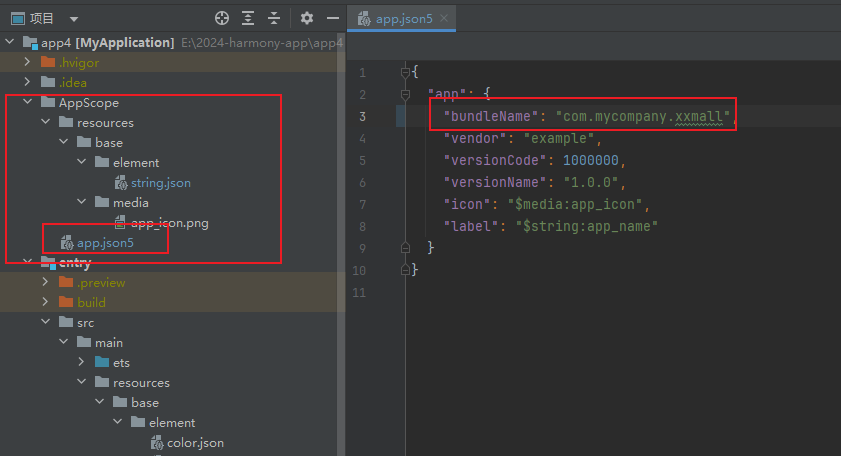 项目
app4 [MyApplication] E:\2024-harmony-app\app4
.hvigor
.idea
AppScope
resources
base
element
string.json
media
app_icon.png
app.json5
entry
.preview
build
src
main
ets
resources
base
element
color.json
app.json5
1 {
2 "app": {
3 "bundleName": "com.mycompany.xxmall",
4 "vendor": "example",
5 "versionCode": 1000000,
6 "versionName": "1.0.0",
7 "icon": "$media:app_icon",
8 "label": "$string:app_name"
9 }
10 }
11